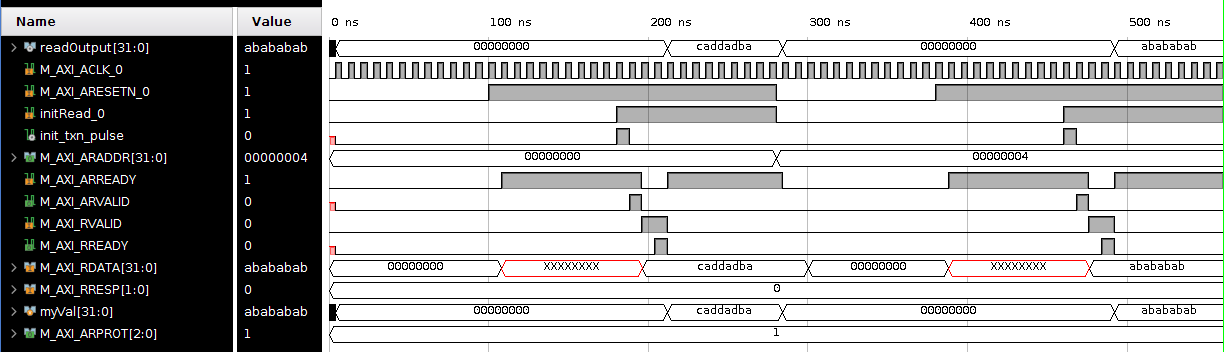 Name Value 0 ns 100 ns 200 ns 300 ns 400 ns 500 ns
readOutput[31:0] abababab 00000000 caddadba 00000000 abababab
M_AXI_ACLK_0 1
M_AXI_ARESETN_0 1
initRead_0 1
init_txn_pulse 0
M_AXI_ARADDR[31:0] 00000004 00000000 00000004
M_AXI_ARREADY 1
M_AXI_ARVALID 0
M_AXI_RVALID 0
M_AXI_RREADY 0
M_AXI_RDATA[31:0] abababab 00000000 XXXXXXXX caddadba 00000000 XXXXXXXX abababab
M_AXI_RRESP[1:0] 0 0
myVal[31:0] abababab 00000000 caddadba 00000000 abababab
M_AXI_ARPROT[2:0] 1 1